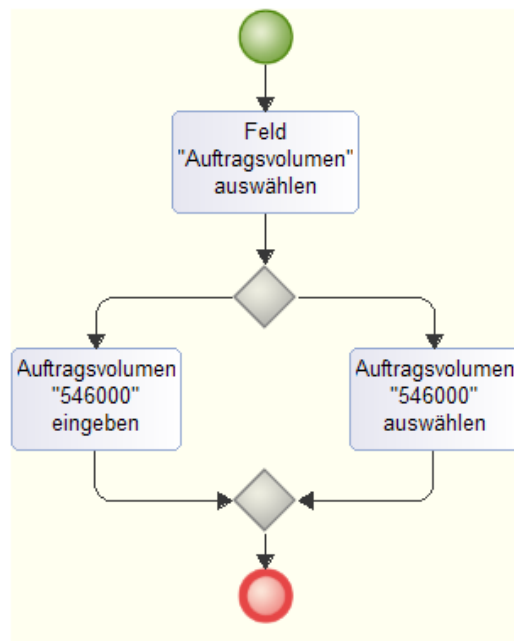 Feld
"Auftragsvolumen"
auswählen
Auftragsvolumen
"546000"
eingeben
Auftragsvolumen
"546000"
auswählen